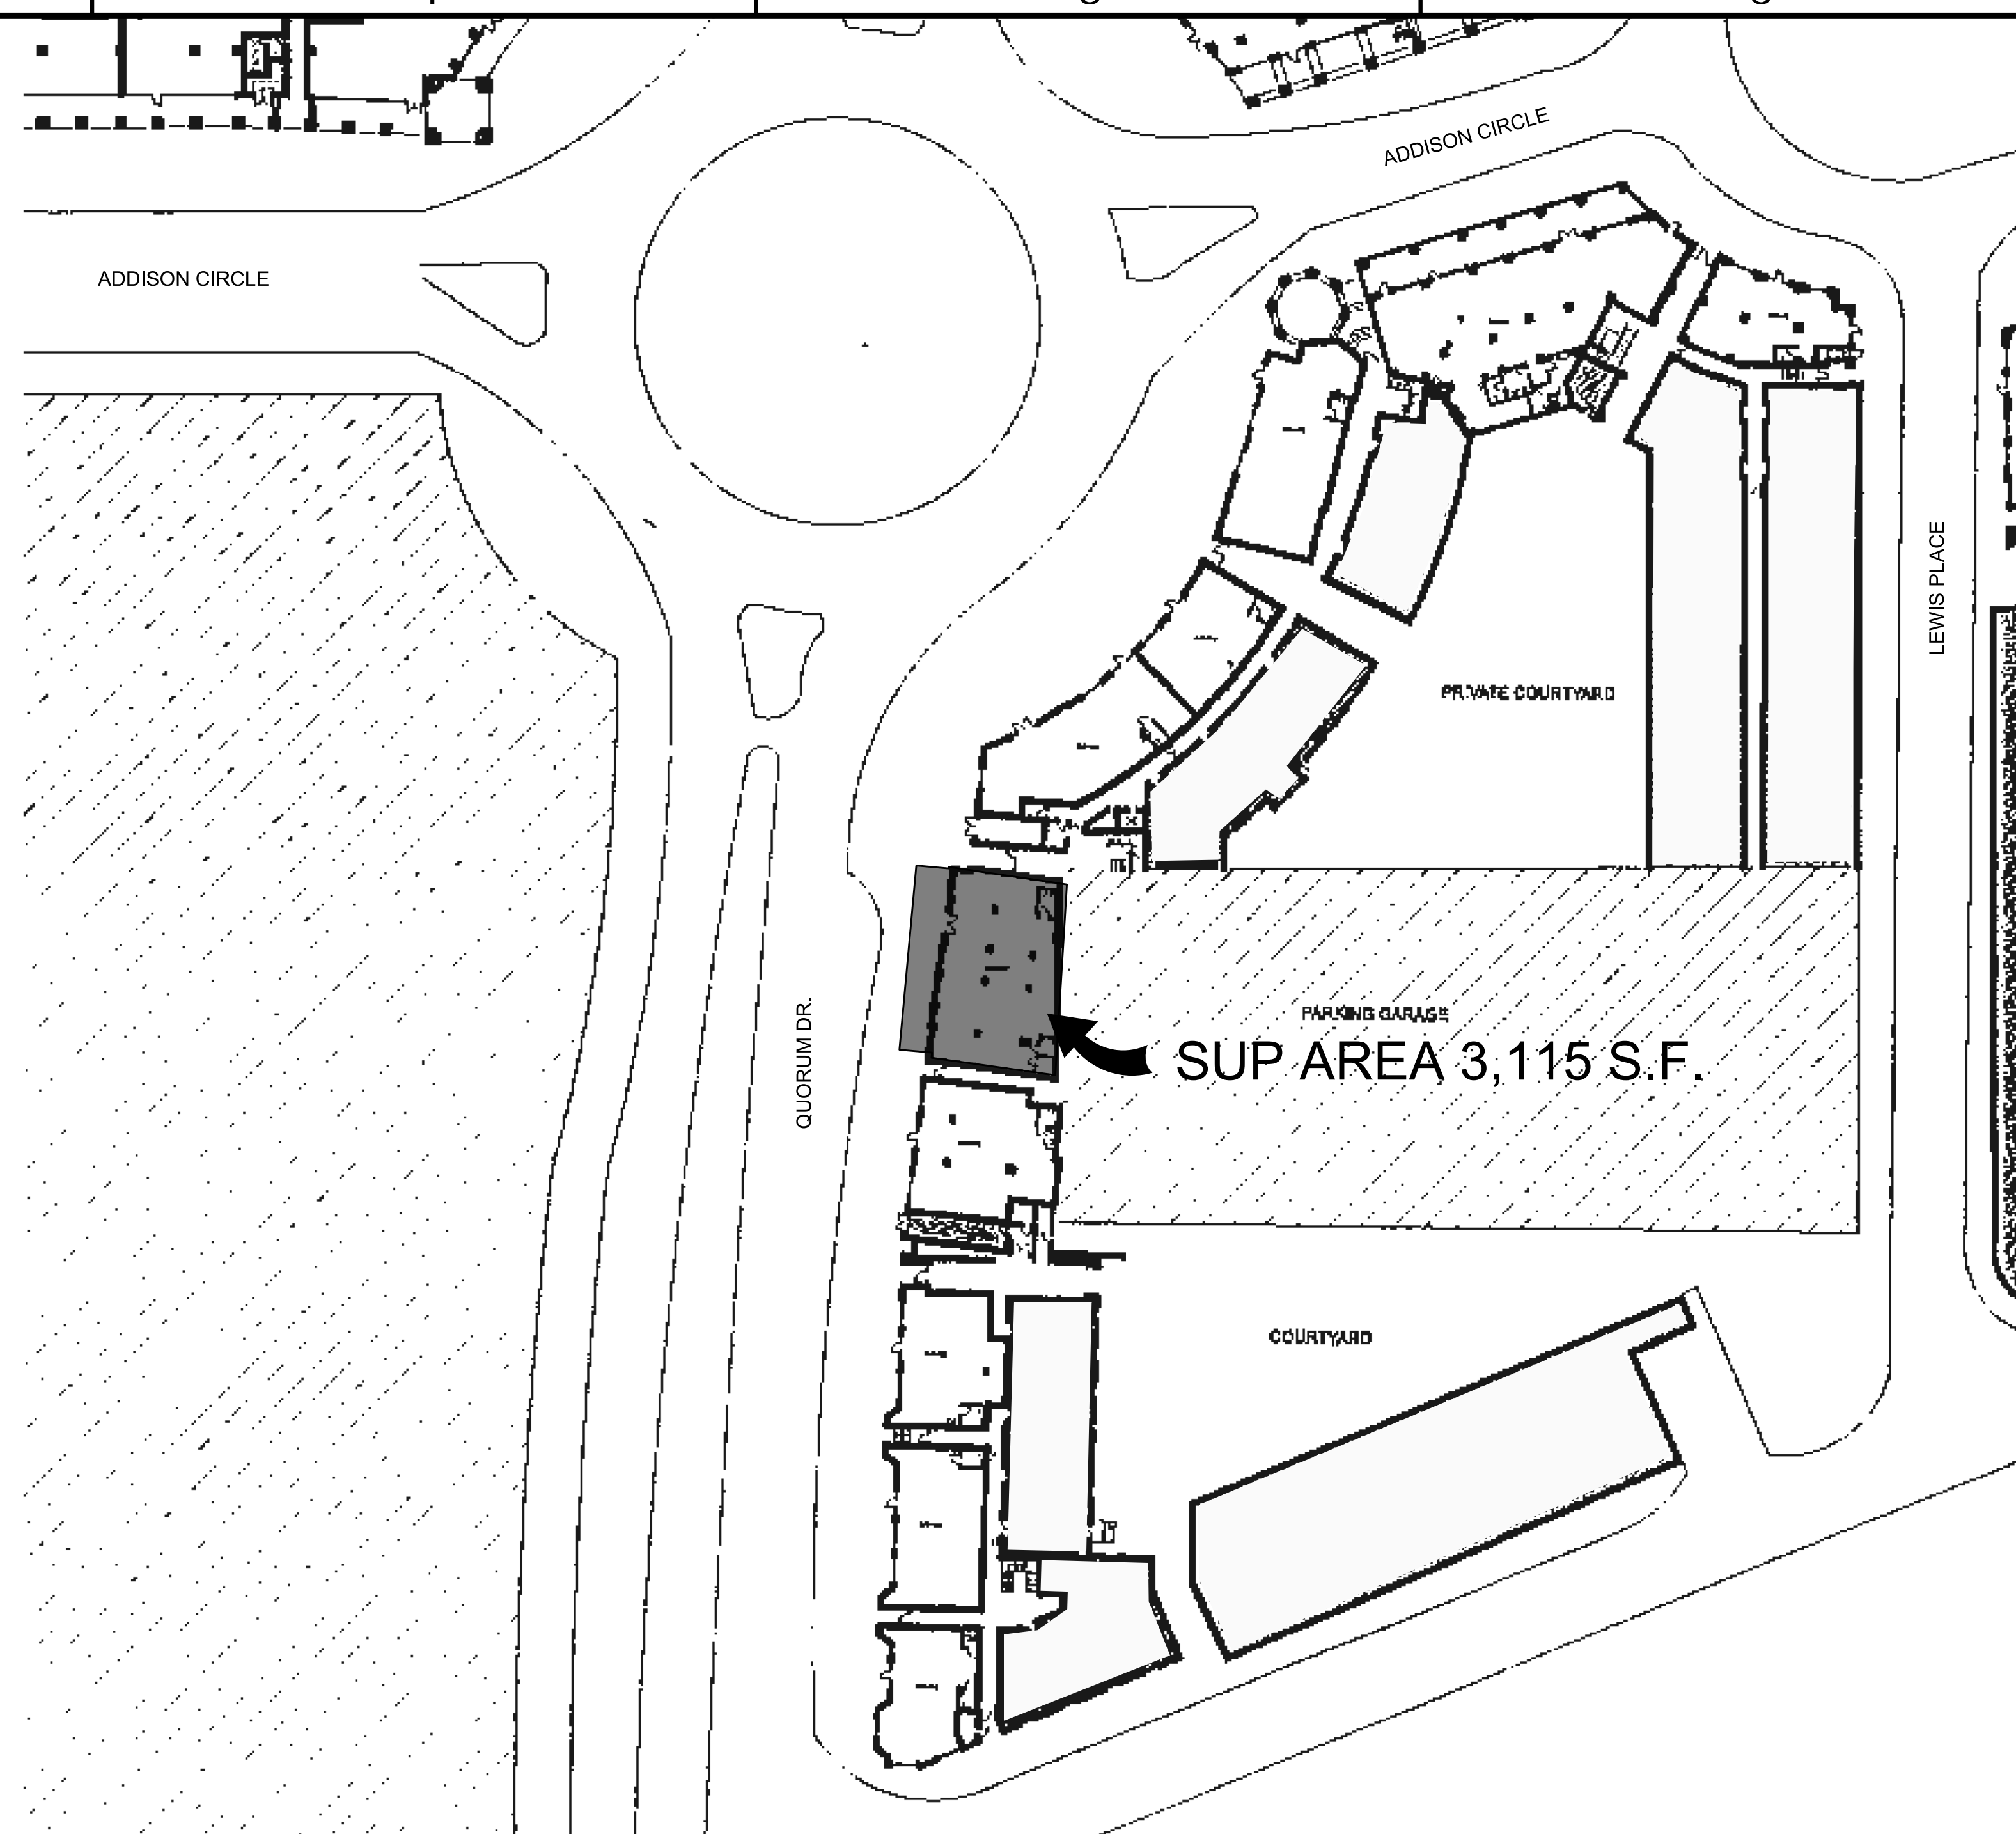 ADDISON CIRCLE
ADDISON CIRCLE
LEWIS PLACE
PRIVATE COURTYARD
QUORUM DR.
PARKING GARAGE
SUP AREA 3,115 S.F.
COURTYARD